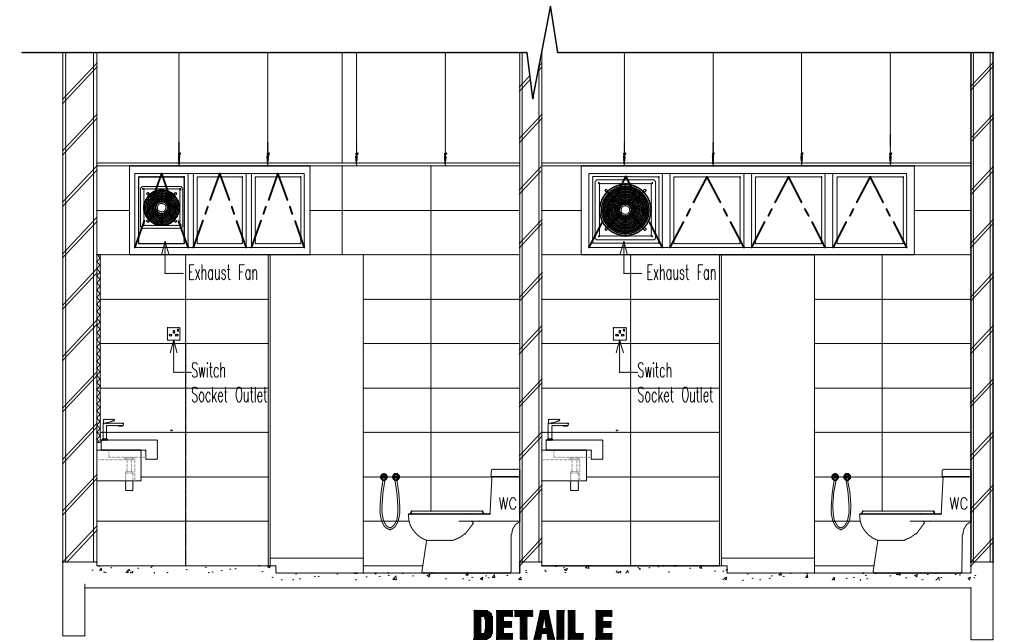 Exhaust Fan
Exhaust Fan
Switch
Socket Outlet
Switch
Socket Outlet
WC
WC
DETAIL E